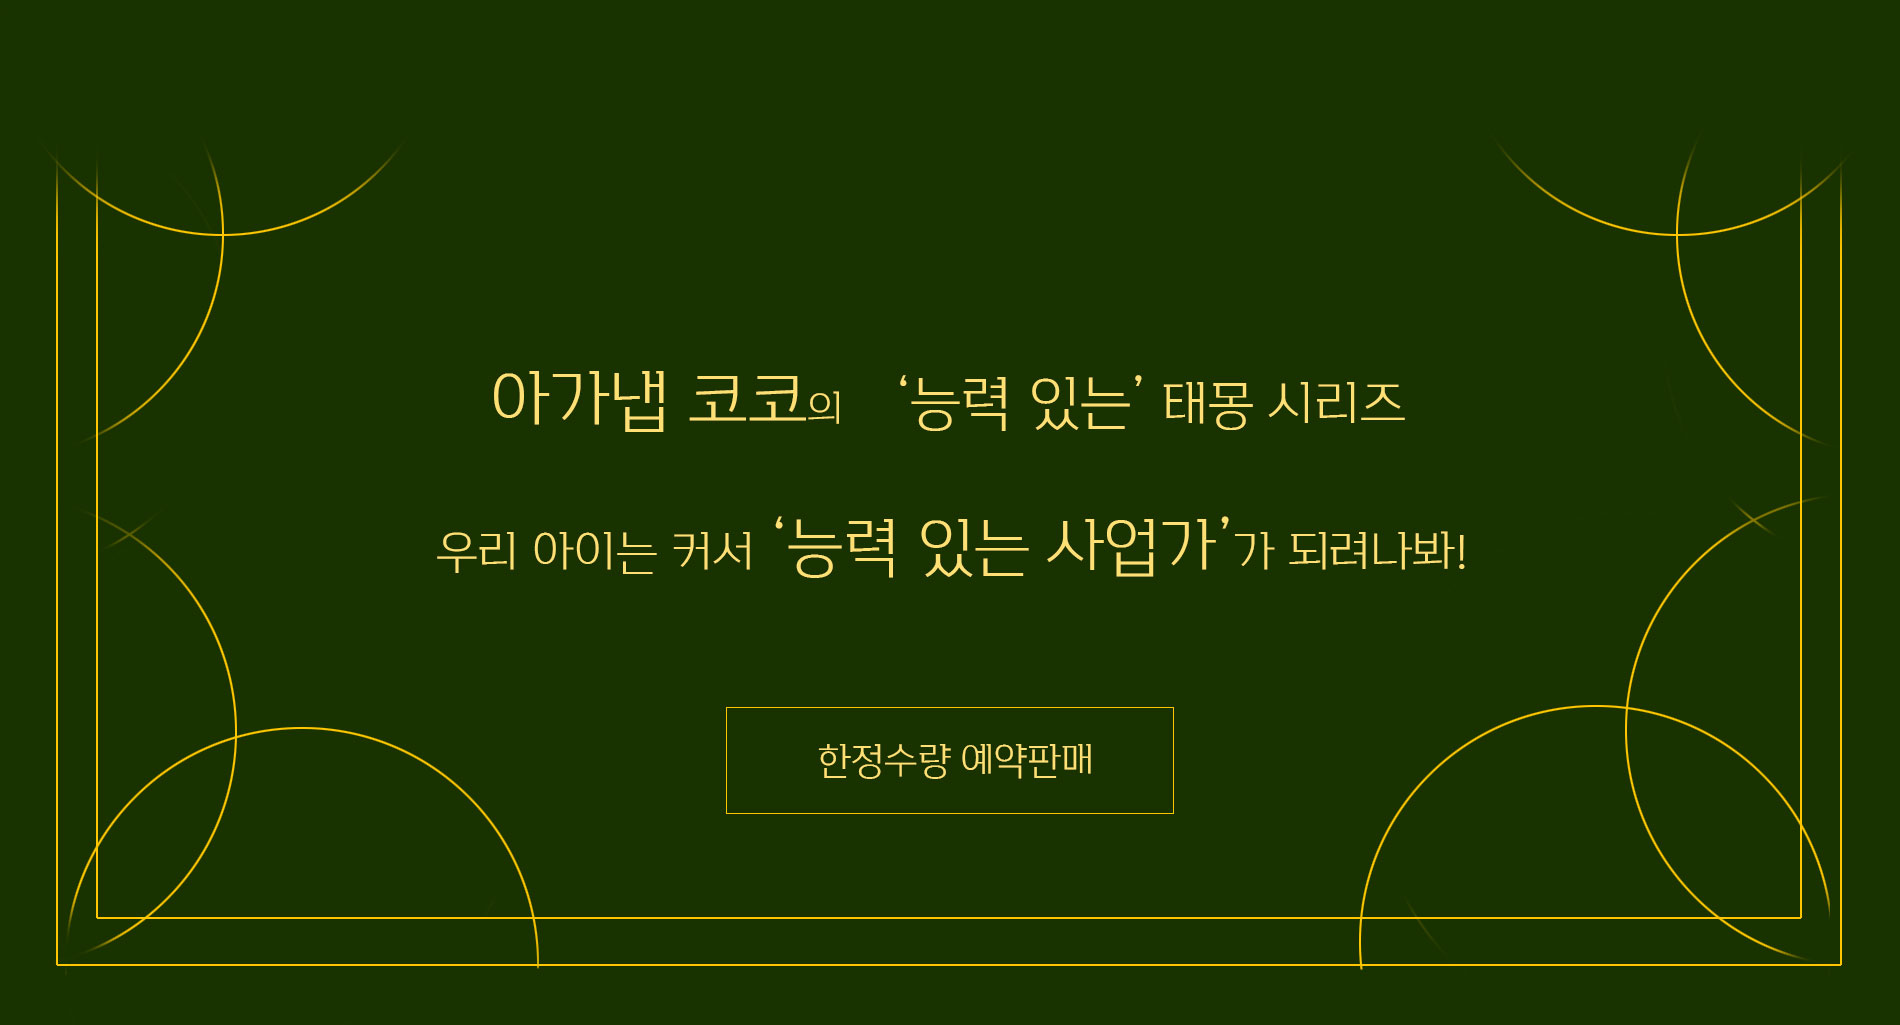 아가냅 코코의 ‘능력 있는’ 태몽 시리즈
우리 아이는 커서 ‘능력 있는 사업가’가 되려나봐!
한정수량 예약판매